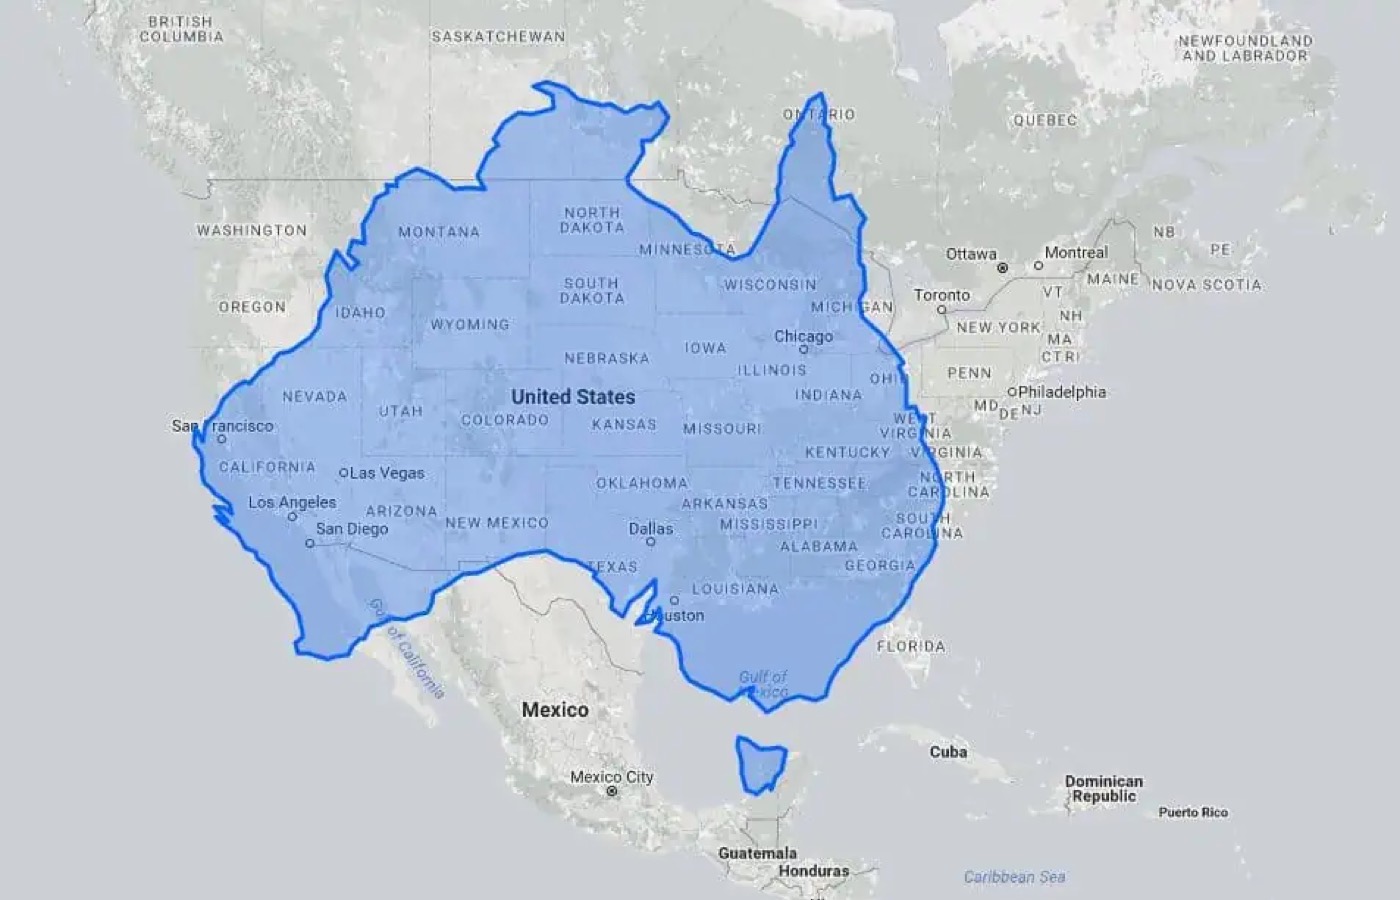 BRITISH
COLUMBIA
SASKATCHEWAN
NEWFOUNDLAND
AND LABRADOR
ONTARIO
QUEBEC
WASHINGTON
MONTANA
NORTH
DAKOTA
MINNESOTA
Ottawa
Montreal
NB
PE
MAINE
NOVA SCOTIA
OREGON
IDAHO
SOUTH
DAKOTA
WISCONSIN
MICHIGAN
Toronto
VT
NH
WYOMING
NEW YORK
MA
CT RI
NEBRASKA
IOWA
Chicago
ILLINOIS
OHIO
PENN
NEVADA
UTAH
United States
INDIANA
Philadelphia
MD
DE
NJ
San Francisco
COLORADO
KANSAS
MISSOURI
WEST
VIRGINIA
KENTUCKY
VIRGINIA
CALIFORNIA
Las Vegas
OKLAHOMA
TENNESSEE
NORTH
CAROLINA
Los Angeles
ARIZONA
NEW MEXICO
ARKANSAS
San Diego
Dallas
MISSISSIPPI
SOUTH
CAROLINA
ALABAMA
TEXAS
GEORGIA
LOUISIANA
Houston
Gulf of California
FLORIDA
Gulf of
Mexico
Mexico
Mexico City
Cuba
Dominican
Republic
Puerto Rico
Guatemala
Honduras
Caribbean Sea